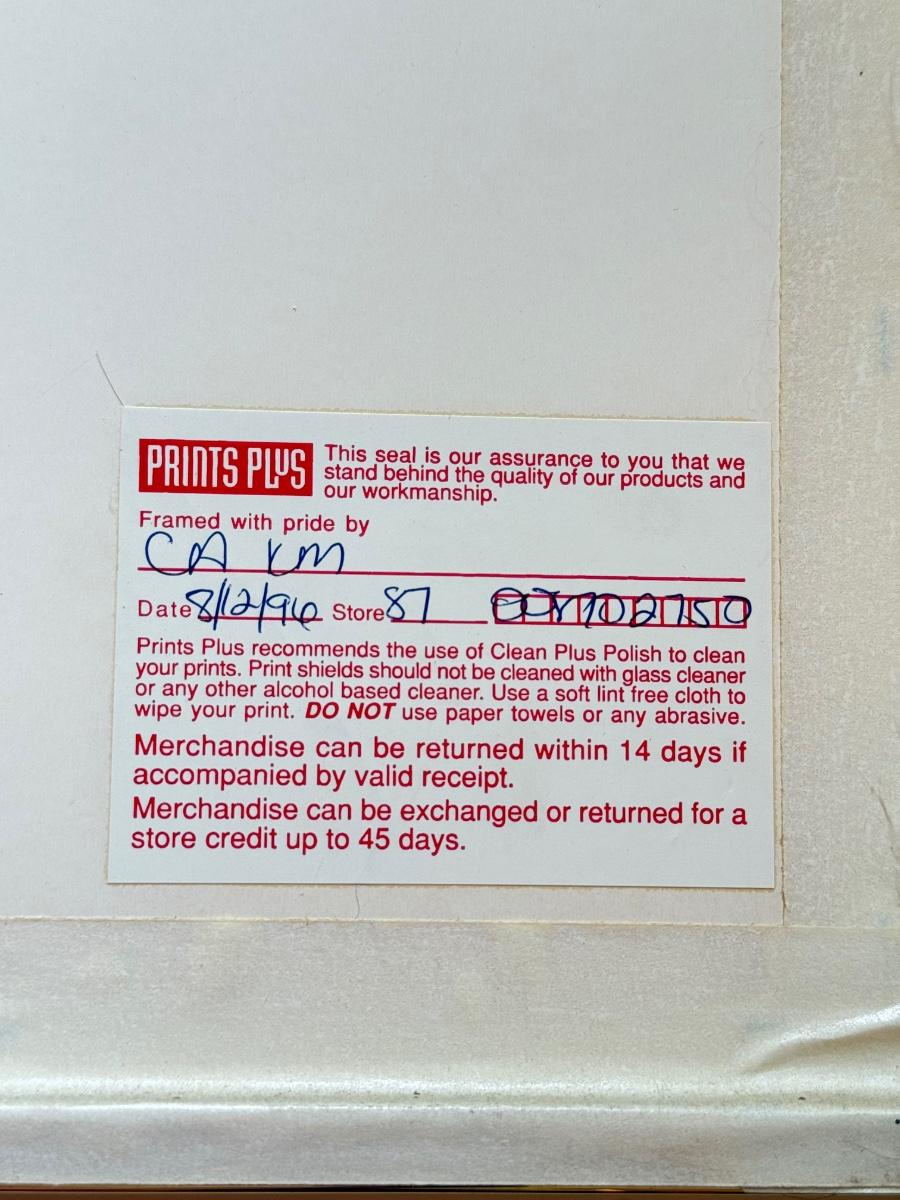 PRINTS PLUS
This seal is our assurance to you that we
stand behind the quality of our products and
our workmanship.
Framed with pride by
CA KM
Date 8/12/96 Store 87 008702750
Prints Plus recommends the use of Clean Plus Polish to clean
your prints. Print shields should not be cleaned with glass cleaner
or any other alcohol based cleaner. Use a soft lint free cloth to
wipe your print. DO NOT use paper towels or any abrasive.
Merchandise can be returned within 14 days if
accompanied by valid receipt.
Merchandise can be exchanged or returned for a
store credit up to 45 days.